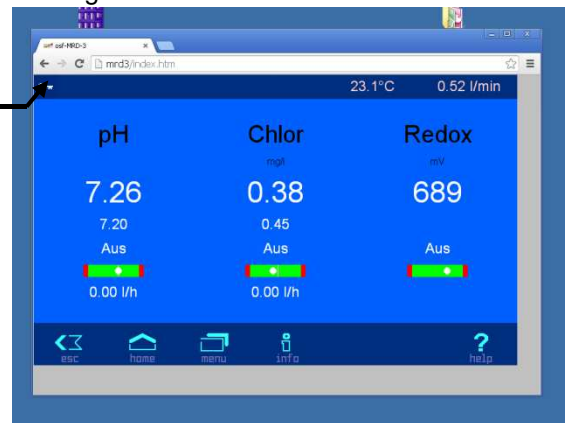 osf-MRD-3
mrd3/index.htm
23.1°C 0.52 l/min
pH Chlor Redox
mg/l mV
7.26 0.38 689
7.20 0.45
Aus Aus Aus
0.00 l/h 0.00 l/h
esc home menu info ? help